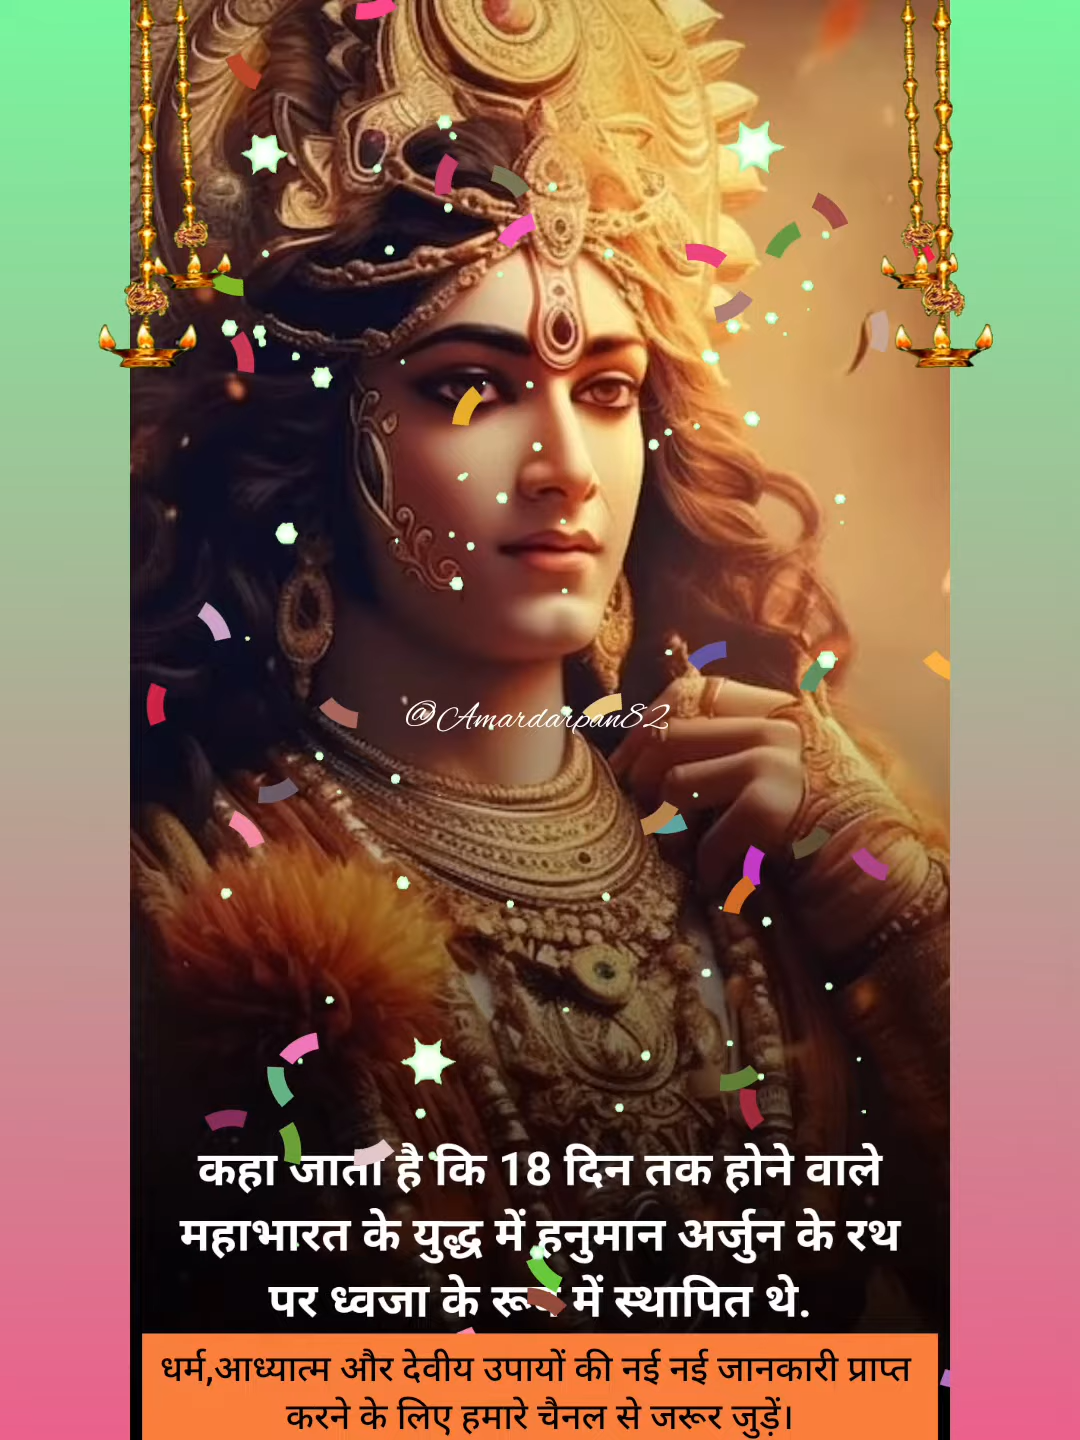 @Amardarpan82
कहा जाता है कि 18 दिन तक होने वाले
महाभारत के युद्ध में हनुमान अर्जुन के रथ
पर ध्वजा के रूप में स्थापित थे.
धर्म,आध्यात्म और देवीय उपायों की नई नई जानकारी प्राप्त
करने के लिए हमारे चैनल से जरूर जुड़ें।